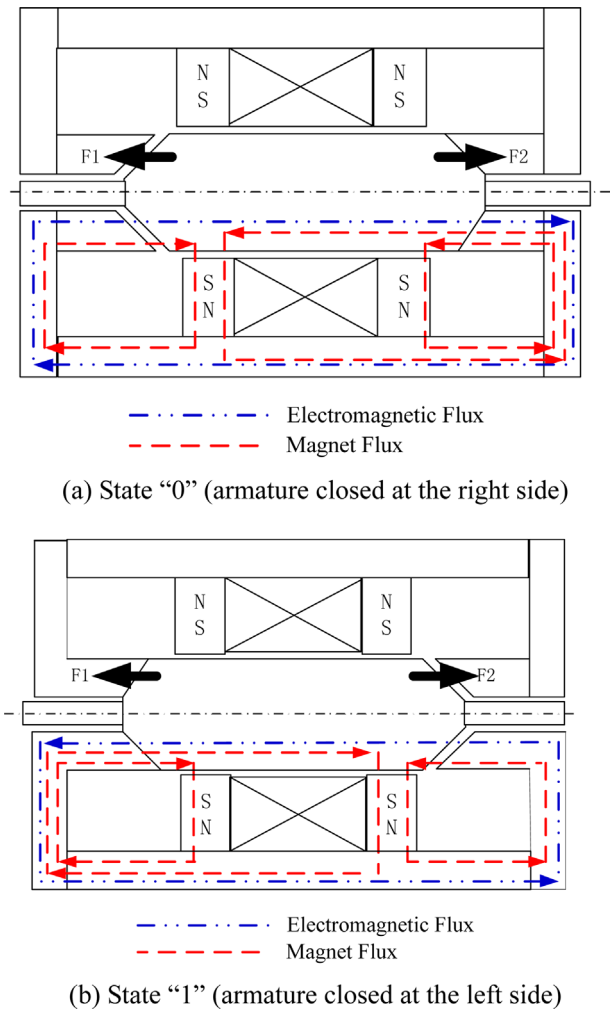 N N
S S
F1 F2
S S
N N
Electromagnetic Flux
Magnet Flux
(a) State “0” (armature closed at the right side)
N N
S S
F1 F2
S S
N N
Electromagnetic Flux
Magnet Flux
(b) State “1” (armature closed at the left side)